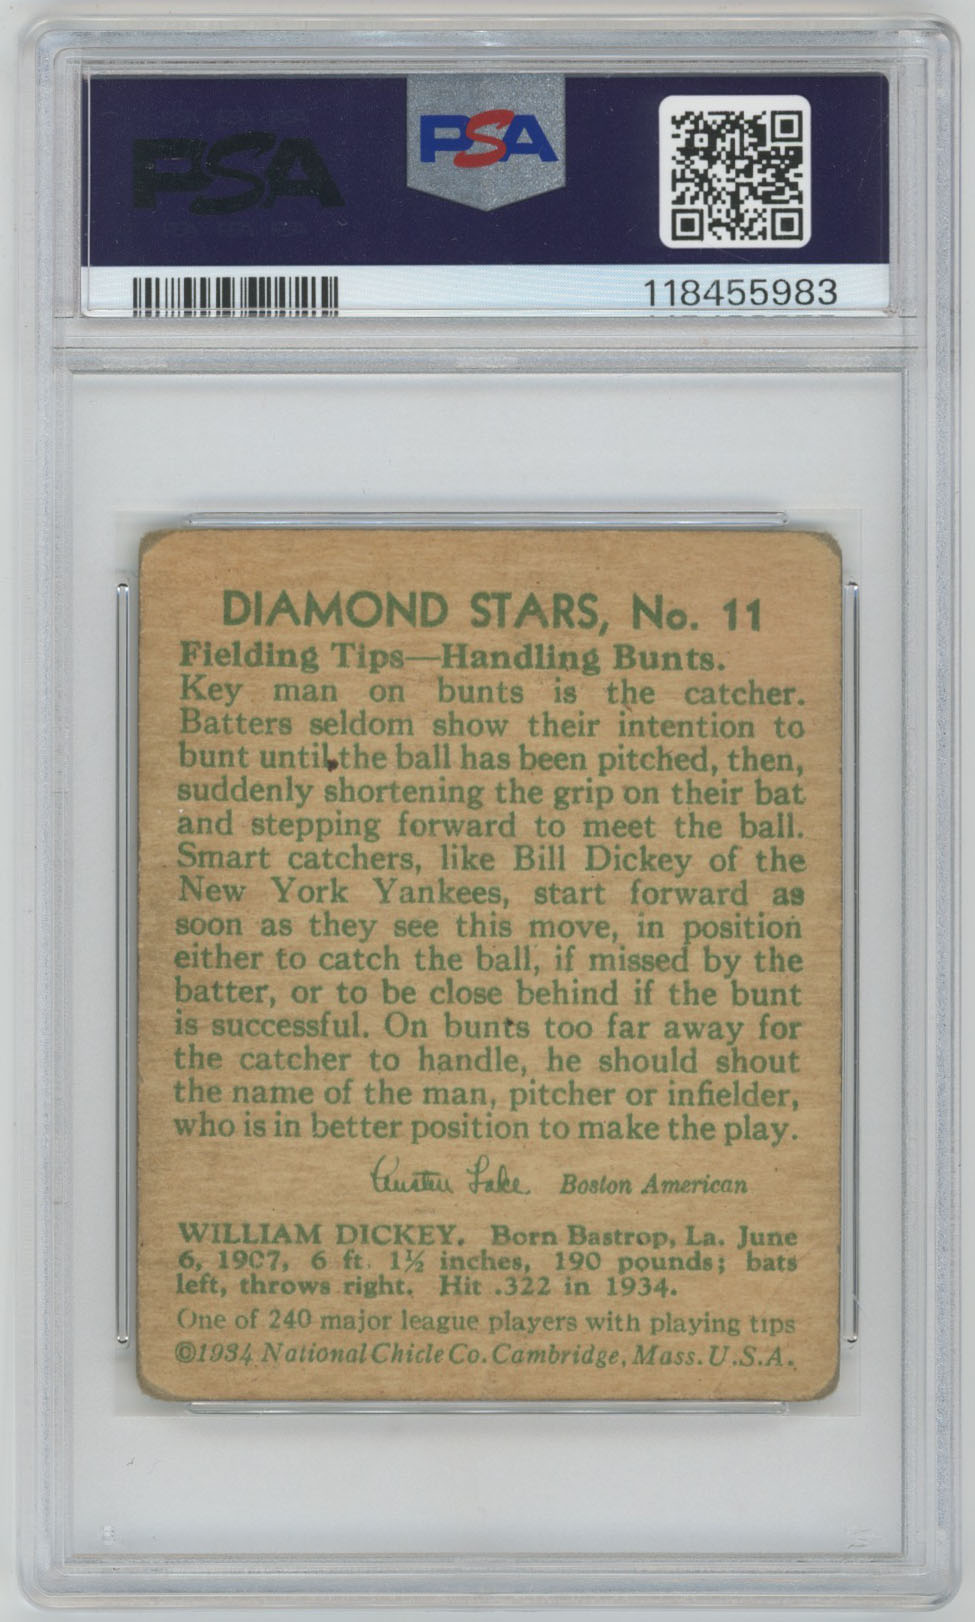 PSA
PSA
118455983
DIAMOND STARS, No. 11
Fielding Tips—Handling Bunts.
Key man on bunts is the catcher.
Batters seldom show their intention to
bunt until the ball has been pitched, then,
suddenly shortening the grip on their bat
and stepping forward to meet the ball.
Smart catchers, like Bill Dickey of the
New York Yankees, start forward as
soon as they see this move, in position
either to catch the ball, if missed by the
batter, or to be close behind if the bunt
is successful. On bunts too far away for
the catcher to handle, he should shout
the name of the man, pitcher or infielder,
who is in better position to make the play.
Austen Lake Boston American
WILLIAM DICKEY. Born Bastrop, La. June
6, 1907, 6 ft. 1½ inches, 190 pounds; bats
left, throws right. Hit .322 in 1934.
One of 240 major league players with playing tips
©1934 National Chicle Co. Cambridge, Mass. U.S.A.